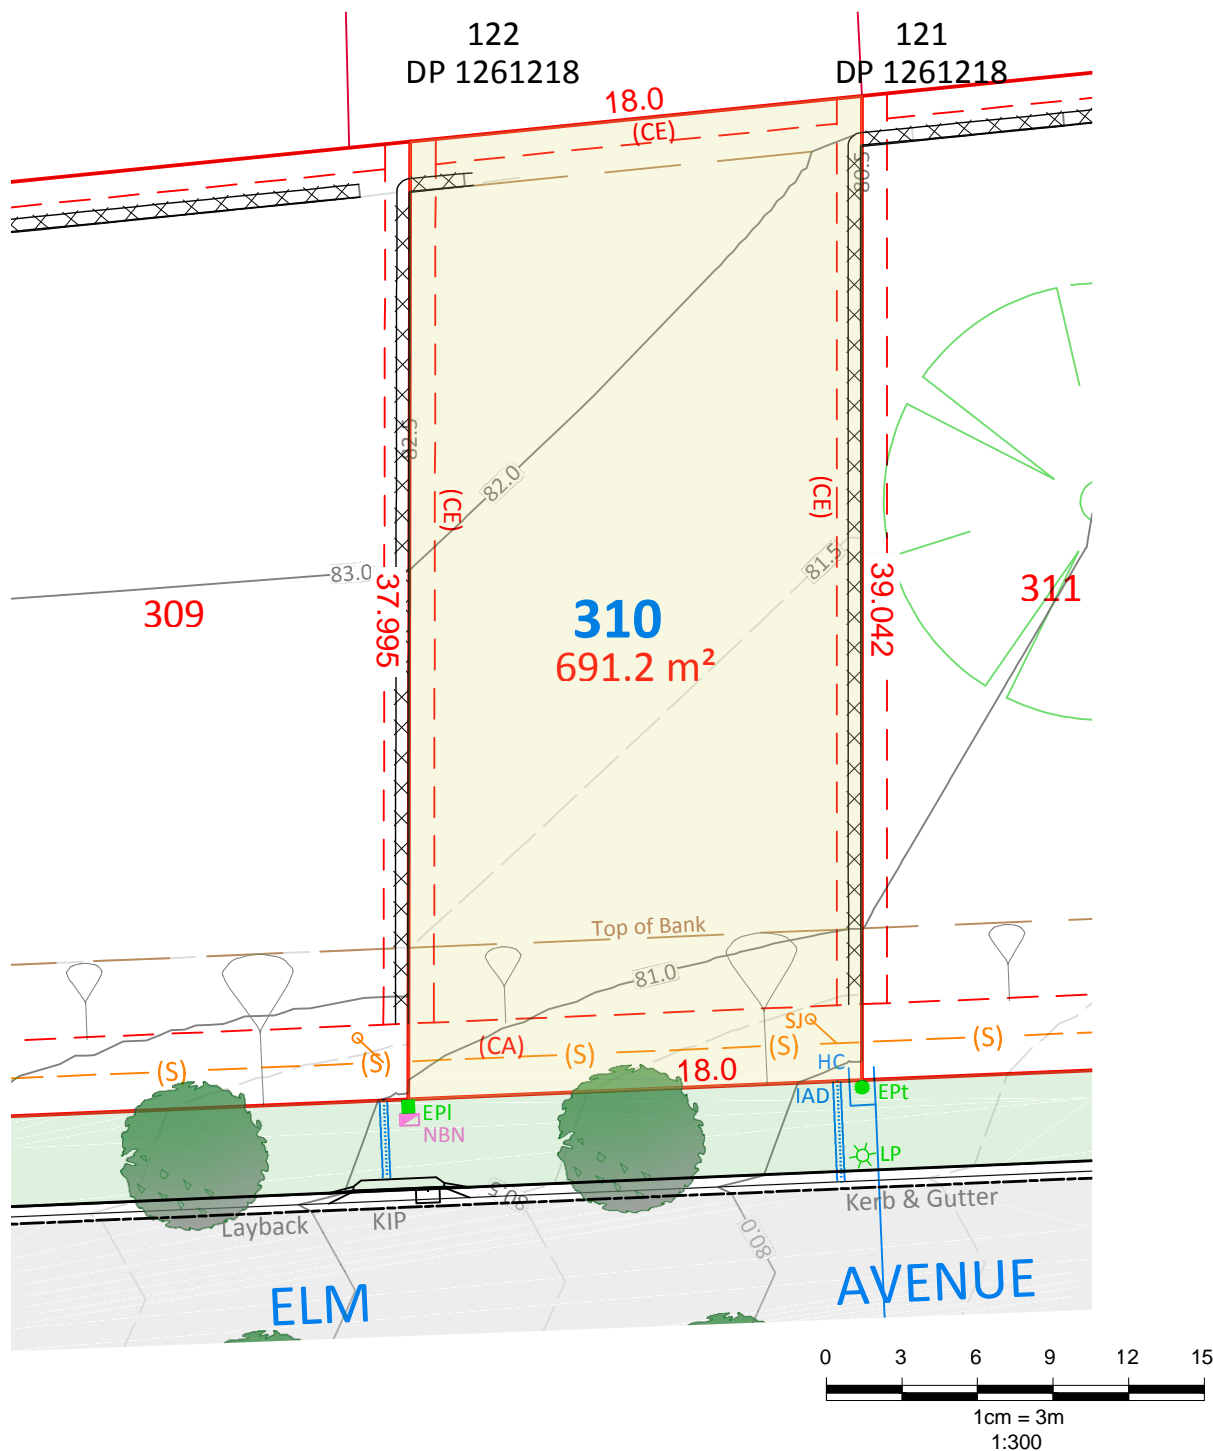 122
DP 1261218
121
DP 1261218
18.0
(CE)
80.5
82.5
82.0
(CE)
(CE)
81.5
83.0
309
37.995
310
691.2 m²
39.042
311
Top of Bank
81.0
SJ
(S)
(S)
(CA)
(S)
(S)
(S)
18.0
HC
IAD
EPt
EPl
NBN
LP
80.5
Layback
KIP
Kerb & Gutter
80.0
ELM AVENUE
0 3 6 9 12 15
1cm = 3m
1:300